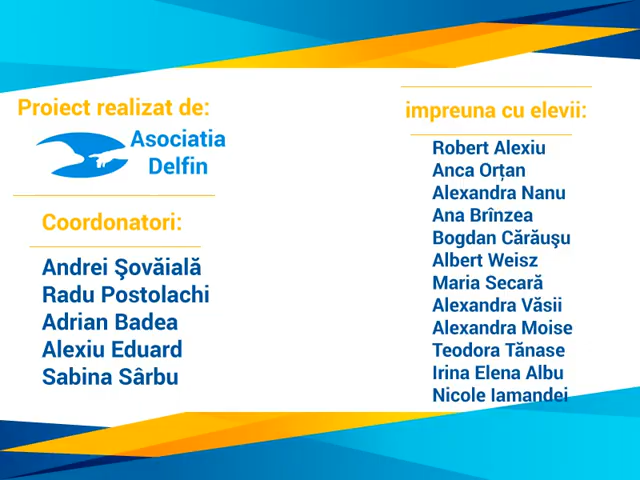 Proiect realizat de:
Asociatia
Delfin
Coordonatori:
Andrei Şovăială
Radu Postolachi
Adrian Badea
Alexiu Eduard
Sabina Sârbu
impreuna cu elevii:
Robert Alexiu
Anca Orțan
Alexandra Nanu
Ana Brînzea
Bogdan Cărăuşu
Albert Weisz
Maria Secară
Alexandra Văsii
Alexandra Moise
Teodora Tănase
Irina Elena Albu
Nicole Iamandei